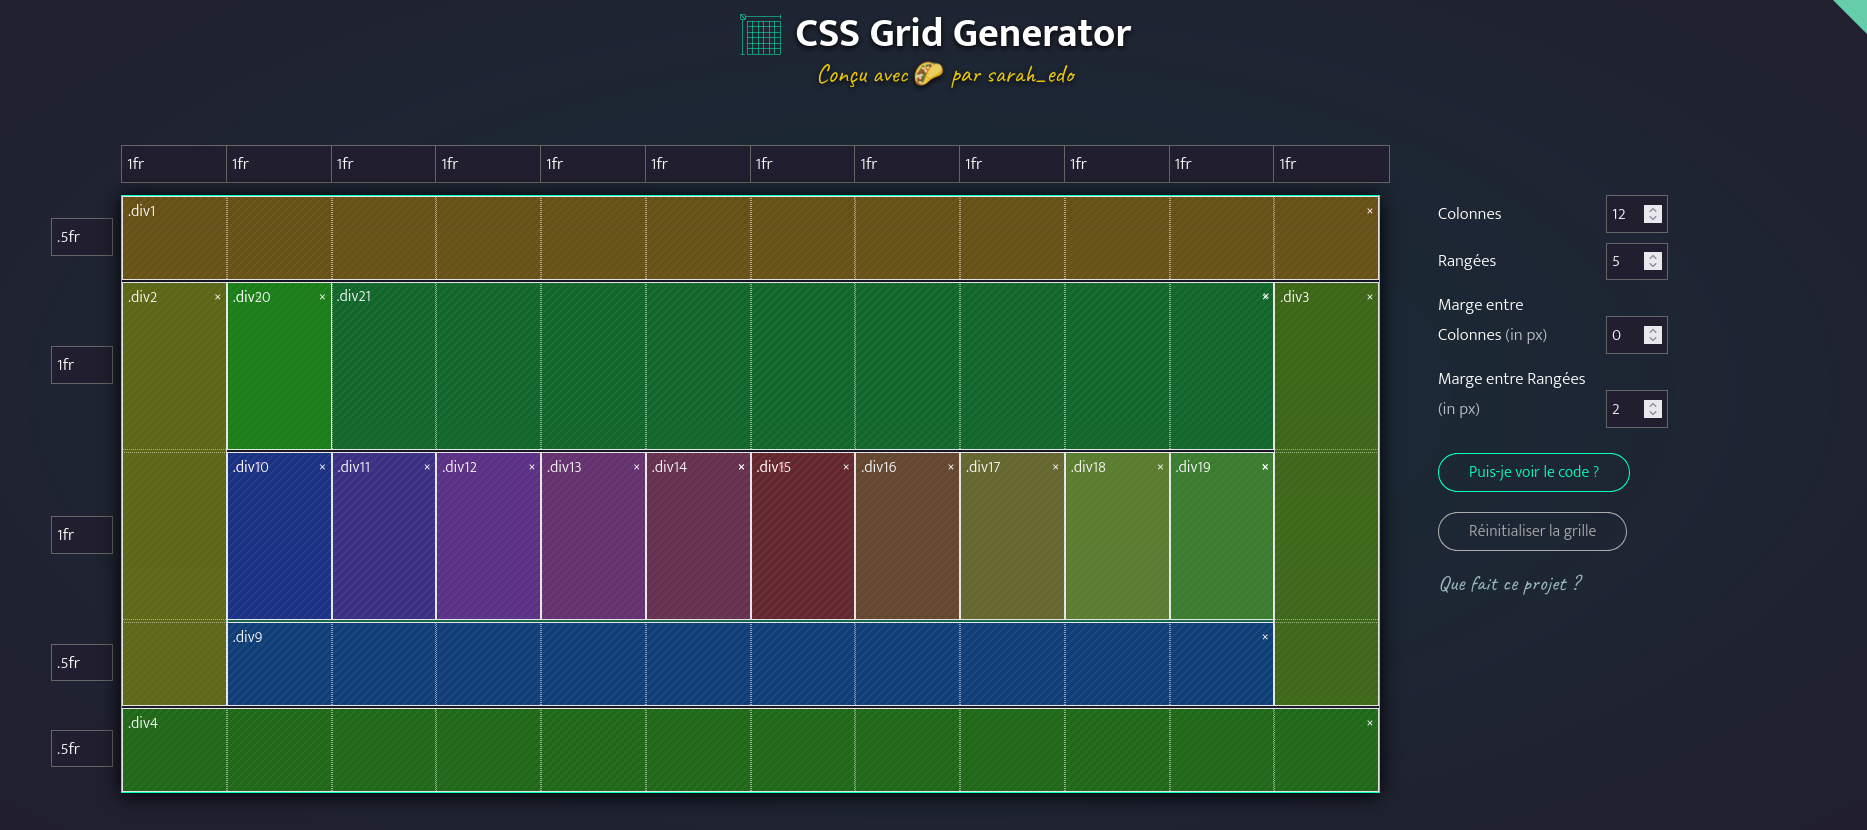 CSS Grid Generator
Conçu avec par sarah_edo
1fr 1fr 1fr 1fr 1fr 1fr 1fr 1fr 1fr 1fr 1fr 1fr
.5fr
1fr
1fr
.5fr
.5fr
.div1 ×
.div2 × .div20 × .div21 × .div3 ×
.div10 × .div11 × .div12 × .div13 × .div14 × .div15 × .div16 × .div17 × .div18 × .div19 ×
.div9 ×
.div4 ×
Colonnes 12
Rangées 5
Marge entre
Colonnes (in px) 0
Marge entre Rangées
(in px) 2
Puis-je voir le code ?
Réinitialiser la grille
Que fait ce projet ?